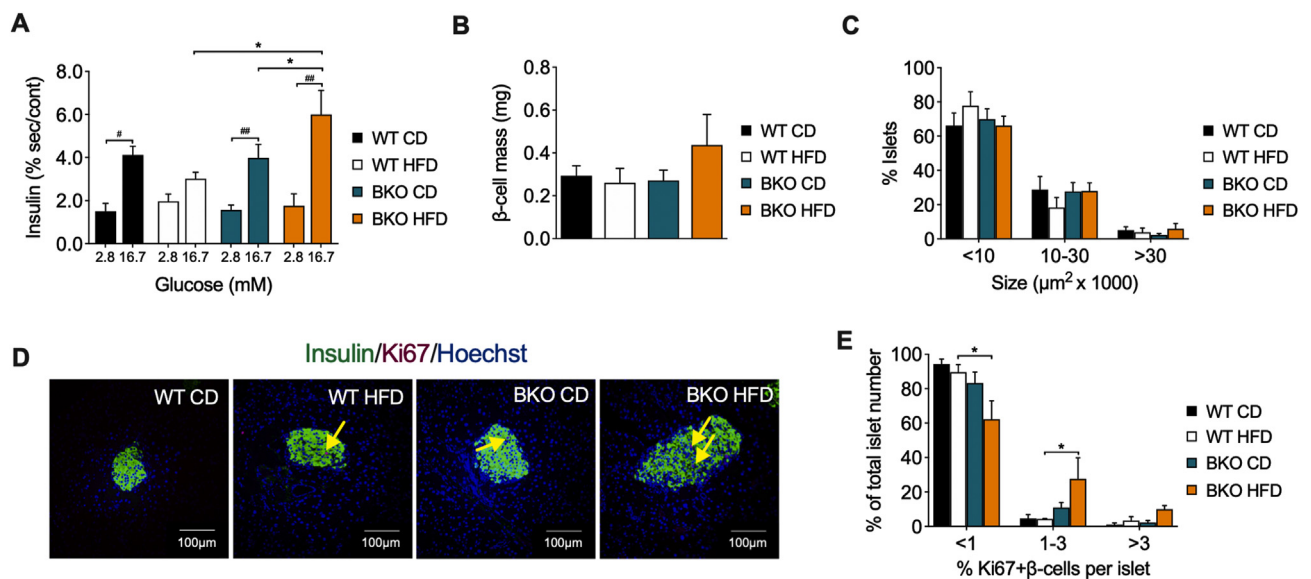 A
*
*
##
#
##
8.0
6.0
4.0
2.0
0.0
Insulin (% sec/cont)
2.8 16.7 2.8 16.7 2.8 16.7 2.8 16.7
Glucose (mM)
WT CD
WT HFD
BKO CD
BKO HFD
B
0.8
0.6
0.4
0.2
0.0
β-cell mass (mg)
WT CD
WT HFD
BKO CD
BKO HFD
C
100
80
60
40
20
0
% Islets
<10 10-30 >30
Size (µm² x 1000)
WT CD
WT HFD
BKO CD
BKO HFD
D
Insulin/Ki67/Hoechst
WT CD
WT HFD
BKO CD
BKO HFD
100µm
100µm
100µm
100µm
E
*
*
100
80
60
40
20
0
% of total islet number
<1 1-3 >3
% Ki67+β-cells per islet
WT CD
WT HFD
BKO CD
BKO HFD